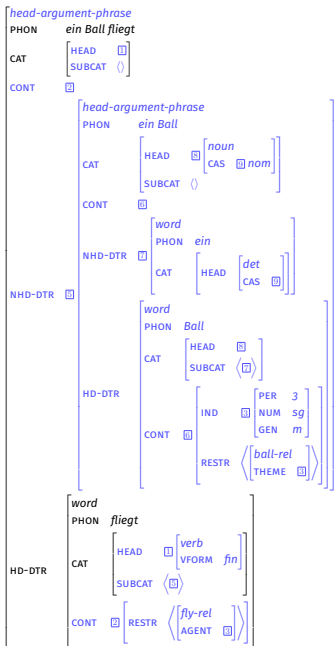 head-argument-phrase
PHON ein Ball fliegt
CAT HEAD 1
SUBCAT ⟨⟩
CONT 2
NHD-DTR 5
head-argument-phrase
PHON ein Ball
CAT HEAD 8 noun
CAS 9 nom
SUBCAT ⟨⟩
CONT 6
NHD-DTR 7 word
PHON ein
CAT HEAD det
CAS 9
HD-DTR word
PHON Ball
CAT HEAD 8
SUBCAT ⟨7⟩
CONT 6 IND 3 PER 3
NUM sg
GEN m
RESTR ⟨ball-rel
THEME 3⟩
HD-DTR word
PHON fliegt
CAT HEAD 1 verb
VFORM fin
SUBCAT ⟨5⟩
CONT 2 RESTR ⟨fly-rel
AGENT 3⟩